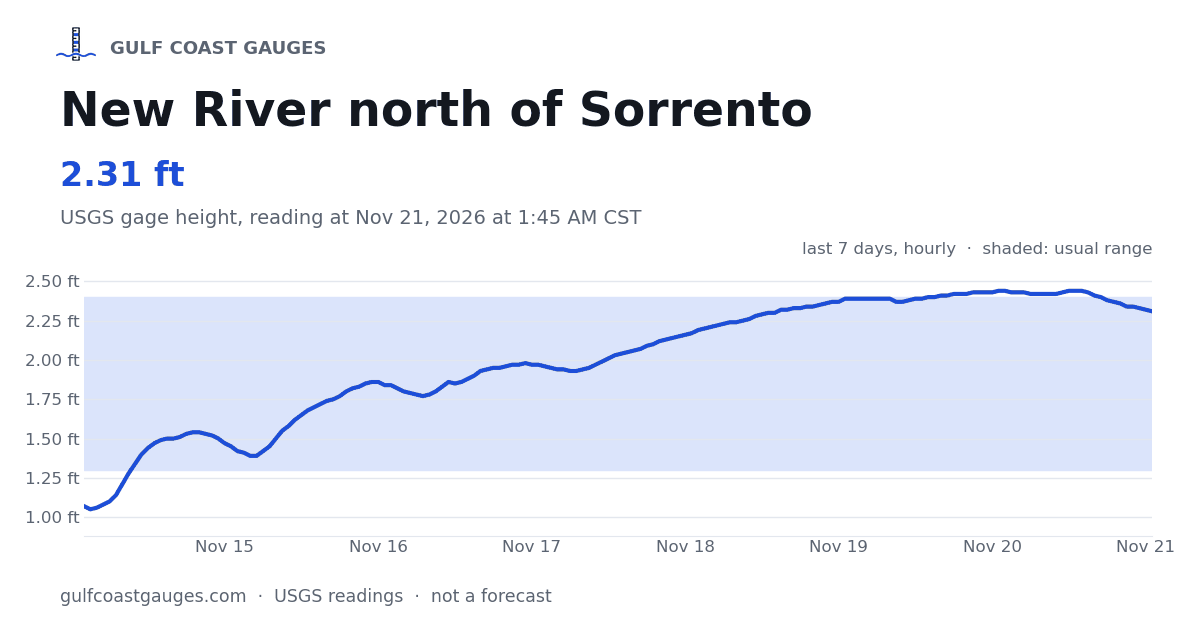 GULF COAST GAUGES
New River north of Sorrento
2.31 ft
USGS gage height, reading at Nov 21, 2026 at 1:45 AM CST
last 7 days, hourly · shaded: usual range
2.50 ft
2.25 ft
2.00 ft
1.75 ft
1.50 ft
1.25 ft
1.00 ft
Nov 15 Nov 16 Nov 17 Nov 18 Nov 19 Nov 20 Nov 21
gulfcoastgauges.com · USGS readings · not a forecast